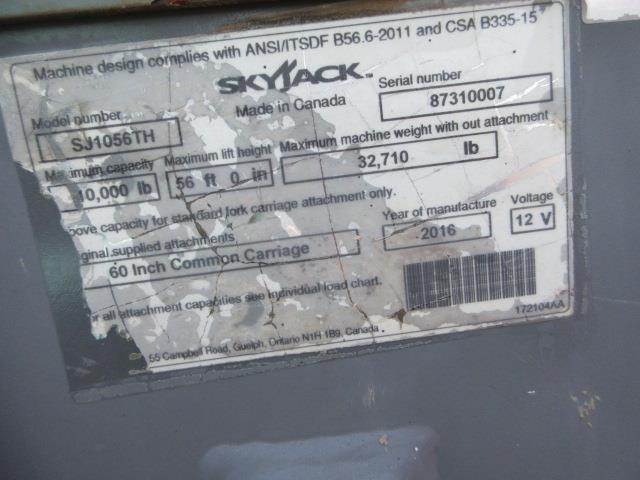 Machine design complies with ANSI/ITSDF B56.6-2011 and CSA B335-15
SKYJACK
Made in Canada
Serial number
87310007
Model number
SJ1056TH
Maximum capacity
10,000 lb
Maximum lift height
56 ft 0 in
Maximum machine weight with out attachment
32,710 lb
bove capacity for standard fork carriage attachment only.
ginal supplied attachments
60 Inch Common Carriage
Year of manufacture
2016
Voltage
12 V
or all attachment capacities see individual load chart.
172104AA
55 Campbell Road, Guelph, Ontario N1H 1B9, Canada